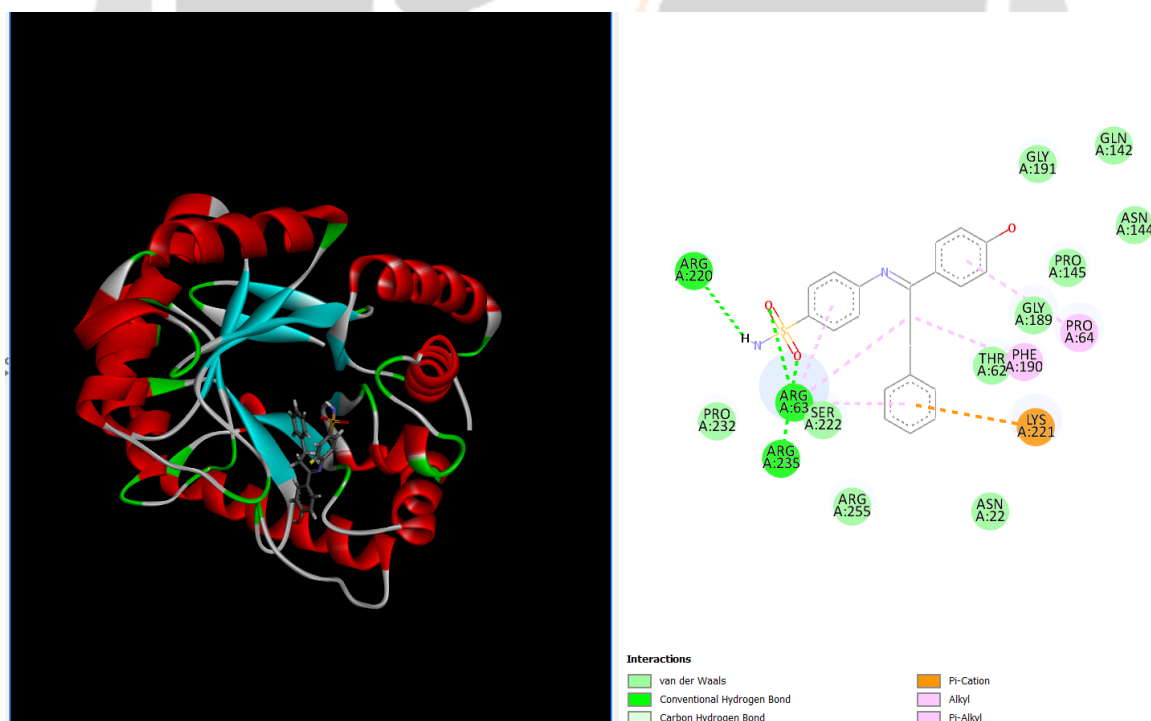 GLN
A:142
GLY
A:191
ASN
A:144
PRO
A:145
ARG
A:220
GLY
A:189
PRO
A:64
THR
A:62
PHE
A:190
ARG
A:63
SER
A:222
PRO
A:232
LYS
A:221
ARG
A:235
ARG
A:255
ASN
A:22
O
N
O
H
N
S
O
Interactions
van der Waals
Conventional Hydrogen Bond
Carbon Hydrogen Bond
Pi-Cation
Alkyl
Pi-Alkyl